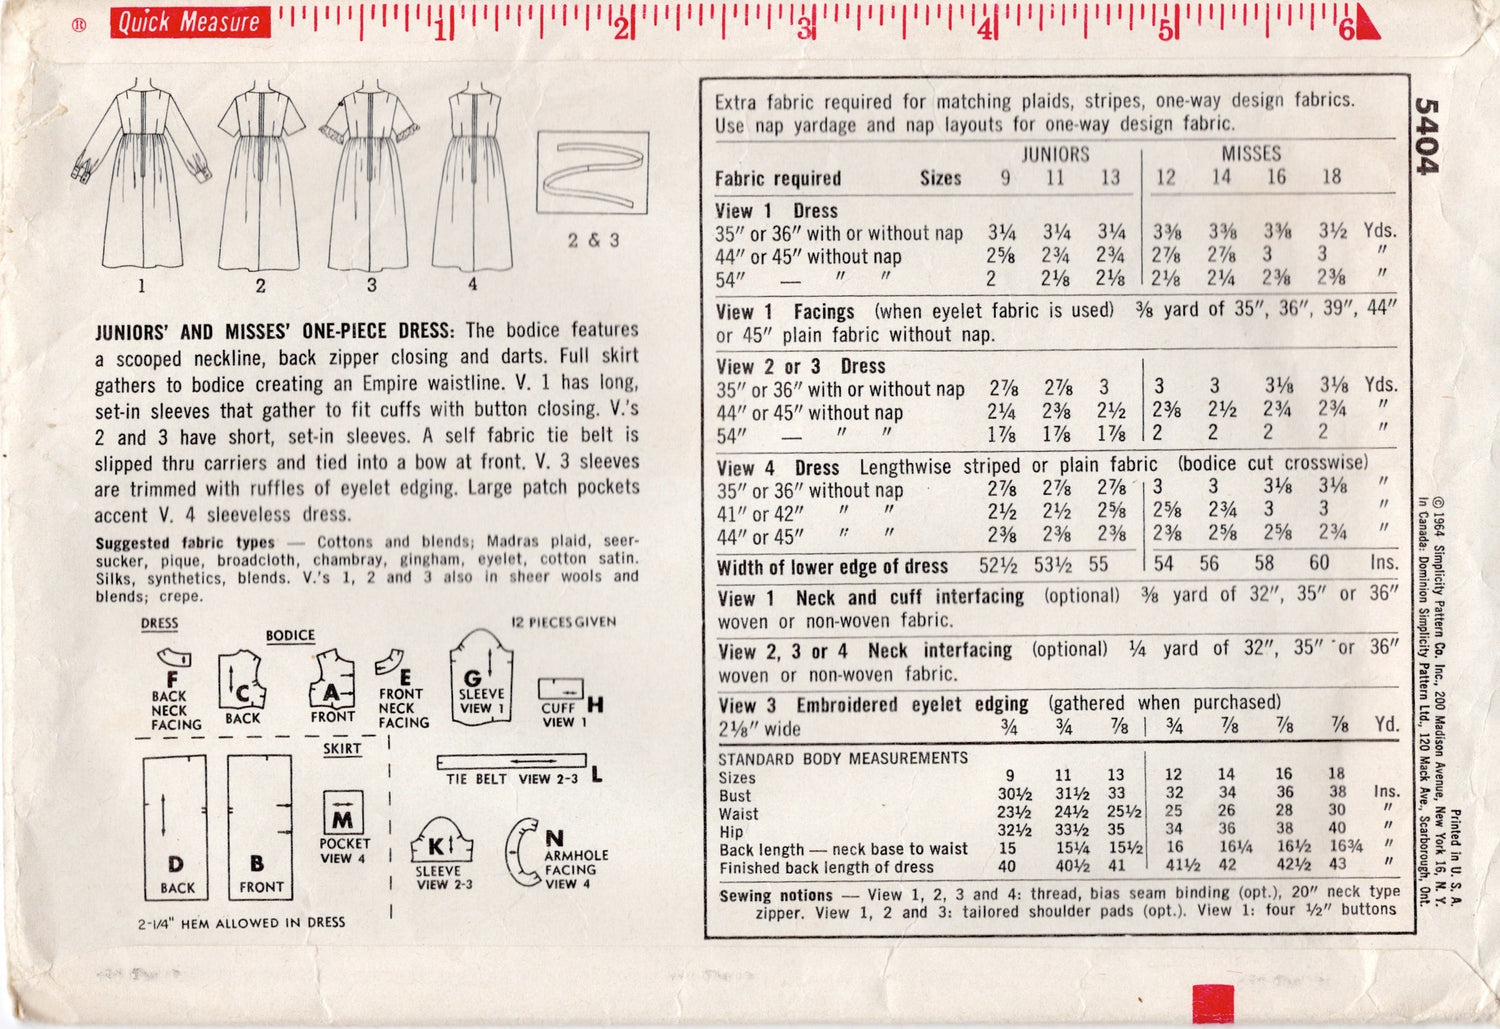 ® Quick Measure 1 2 3 4 5 6
1 2 3 4
2 & 3
JUNIORS' AND MISSES' ONE-PIECE DRESS: The bodice features
a scooped neckline, back zipper closing and darts. Full skirt
gathers to bodice creating an Empire waistline. V. 1 has long,
set-in sleeves that gather to fit cuffs with button closing. V.'s
2 and 3 have short, set-in sleeves. A self fabric tie belt is
slipped thru carriers and tied into a bow at front. V. 3 sleeves
are trimmed with ruffles of eyelet edging. Large patch pockets
accent V. 4 sleeveless dress.
Suggested fabric types — Cottons and blends; Madras plaid, seer-
sucker, pique, broadcloth, chambray, gingham, eyelet, cotton satin.
Silks, synthetics, blends. V.'s 1, 2 and 3 also in sheer wools and
blends; crepe.
DRESS
12 PIECES GIVEN
BODICE
F
BACK
NECK
FACING
C
BACK
A
FRONT
E
FRONT
NECK
FACING
G
SLEEVE
VIEW 1
H
CUFF
VIEW 1
SKIRT
TIE BELT VIEW 2-3 L
D
BACK
B
FRONT
M
POCKET
VIEW 4
K
SLEEVE
VIEW 2-3
N
ARMHOLE
FACING
VIEW 4
2-1/4" HEM ALLOWED IN DRESS
Extra fabric required for matching plaids, stripes, one-way design fabrics.
Use nap yardage and nap layouts for one-way design fabric.
JUNIORS MISSES
Fabric required Sizes 9 11 13 12 14 16 18
View 1 Dress
35" or 36" with or without nap 3¼ 3¼ 3¼ 3⅜ 3⅜ 3⅜ 3½ Yds.
44" or 45" without nap 2⅝ 2¾ 2¾ 2⅞ 2⅞ 3 3 "
54" — " " 2 2⅛ 2⅛ 2⅛ 2¼ 2⅜ 2⅜ "
View 1 Facings (when eyelet fabric is used) ⅜ yard of 35", 36", 39", 44"
or 45" plain fabric without nap.
View 2 or 3 Dress
35" or 36" with or without nap 2⅞ 2⅞ 3 3 3 3⅛ 3⅛ Yds.
44" or 45" without nap 2¼ 2⅜ 2½ 2⅜ 2½ 2¾ 2¾ "
54" — " " 1⅞ 1⅞ 1⅞ 2 2 2 2 "
View 4 Dress Lengthwise striped or plain fabric (bodice cut crosswise)
35" or 36" without nap 2⅞ 2⅞ 2⅞ 3 3 3⅛ 3⅛ "
41" or 42" " " 2½ 2½ 2⅝ 2⅝ 2¾ 3 3 "
44" or 45" " " 2⅜ 2⅜ 2⅜ 2⅜ 2⅝ 2⅝ 2¾ "
Width of lower edge of dress 52½ 53½ 55 54 56 58 60 Ins.
View 1 Neck and cuff interfacing (optional) ⅜ yard of 32", 35" or 36"
woven or non-woven fabric.
View 2, 3 or 4 Neck interfacing (optional) ¼ yard of 32", 35" or 36"
woven or non-woven fabric.
View 3 Embroidered eyelet edging (gathered when purchased)
2⅛" wide ¾ ¾ ⅞ ¾ ⅞ ⅞ ⅞ Yd.
STANDARD BODY MEASUREMENTS
Sizes 9 11 13 12 14 16 18
Bust 30½ 31½ 33 32 34 36 38 Ins.
Waist 23½ 24½ 25½ 25 26 28 30 "
Hip 32½ 33½ 35 34 36 38 40 "
Back length — neck base to waist 15 15¼ 15½ 16 16¼ 16½ 16¾ "
Finished back length of dress 40 40½ 41 41½ 42 42½ 43 "
Sewing notions — View 1, 2, 3 and 4: thread, bias seam binding (opt.), 20" neck type
zipper. View 1, 2 and 3: tailored shoulder pads (opt.). View 1: four ½" buttons
5404
© 1964 Simplicity Pattern Co. Inc., 200 Madison Avenue, New York 16, N. Y.
In Canada: Dominion Simplicity Pattern Ltd., 120 Mack Ave., Scarborough, Ont.
Printed in U. S. A.